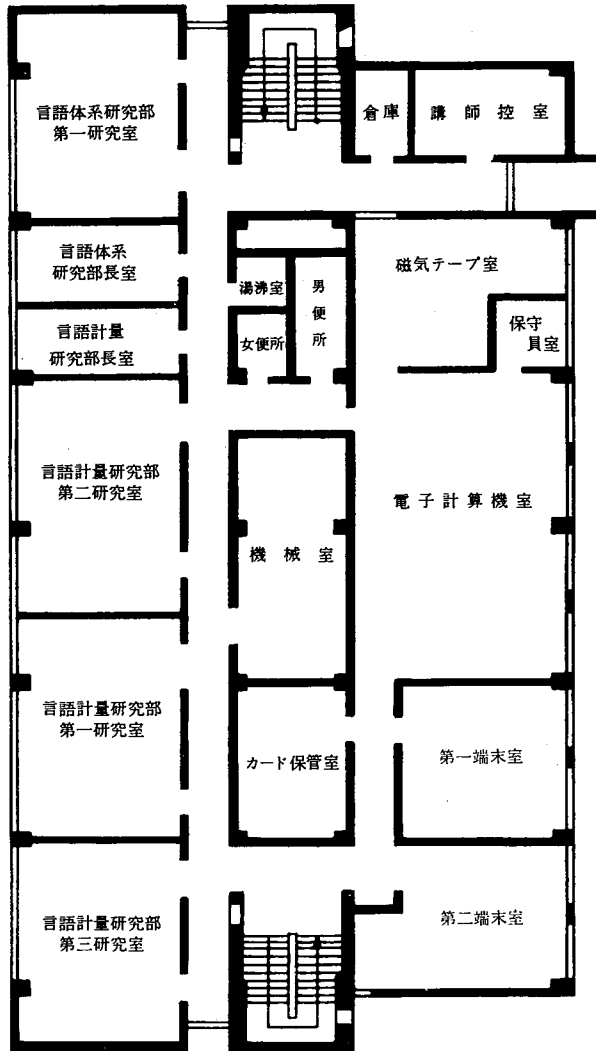 言語体系研究部
第一研究室
倉庫
講師控室
言語体系
研究部長室
湯沸室
男便所
磁気テープ室
言語計量
研究部長室
女便所
保守
員室
言語計量研究部
第二研究室
電子計算機室
機械室
言語計量研究部
第一研究室
カード保管室
第一端末室
言語計量研究部
第三研究室
第二端末室